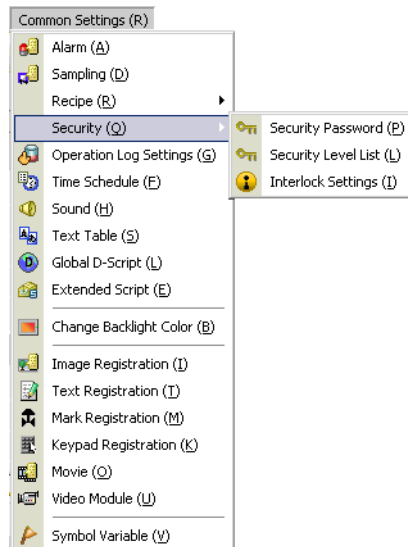 Common Settings (R)
Alarm (A)
Sampling (D)
Recipe (R)
Security (Q)
Security Password (P)
Security Level List (L)
Interlock Settings (I)
Operation Log Settings (G)
Time Schedule (F)
Sound (H)
Text Table (S)
Global D-Script (L)
Extended Script (E)
Change Backlight Color (B)
Image Registration (I)
Text Registration (T)
Mark Registration (M)
Keypad Registration (K)
Movie (O)
Video Module (U)
Symbol Variable (V)